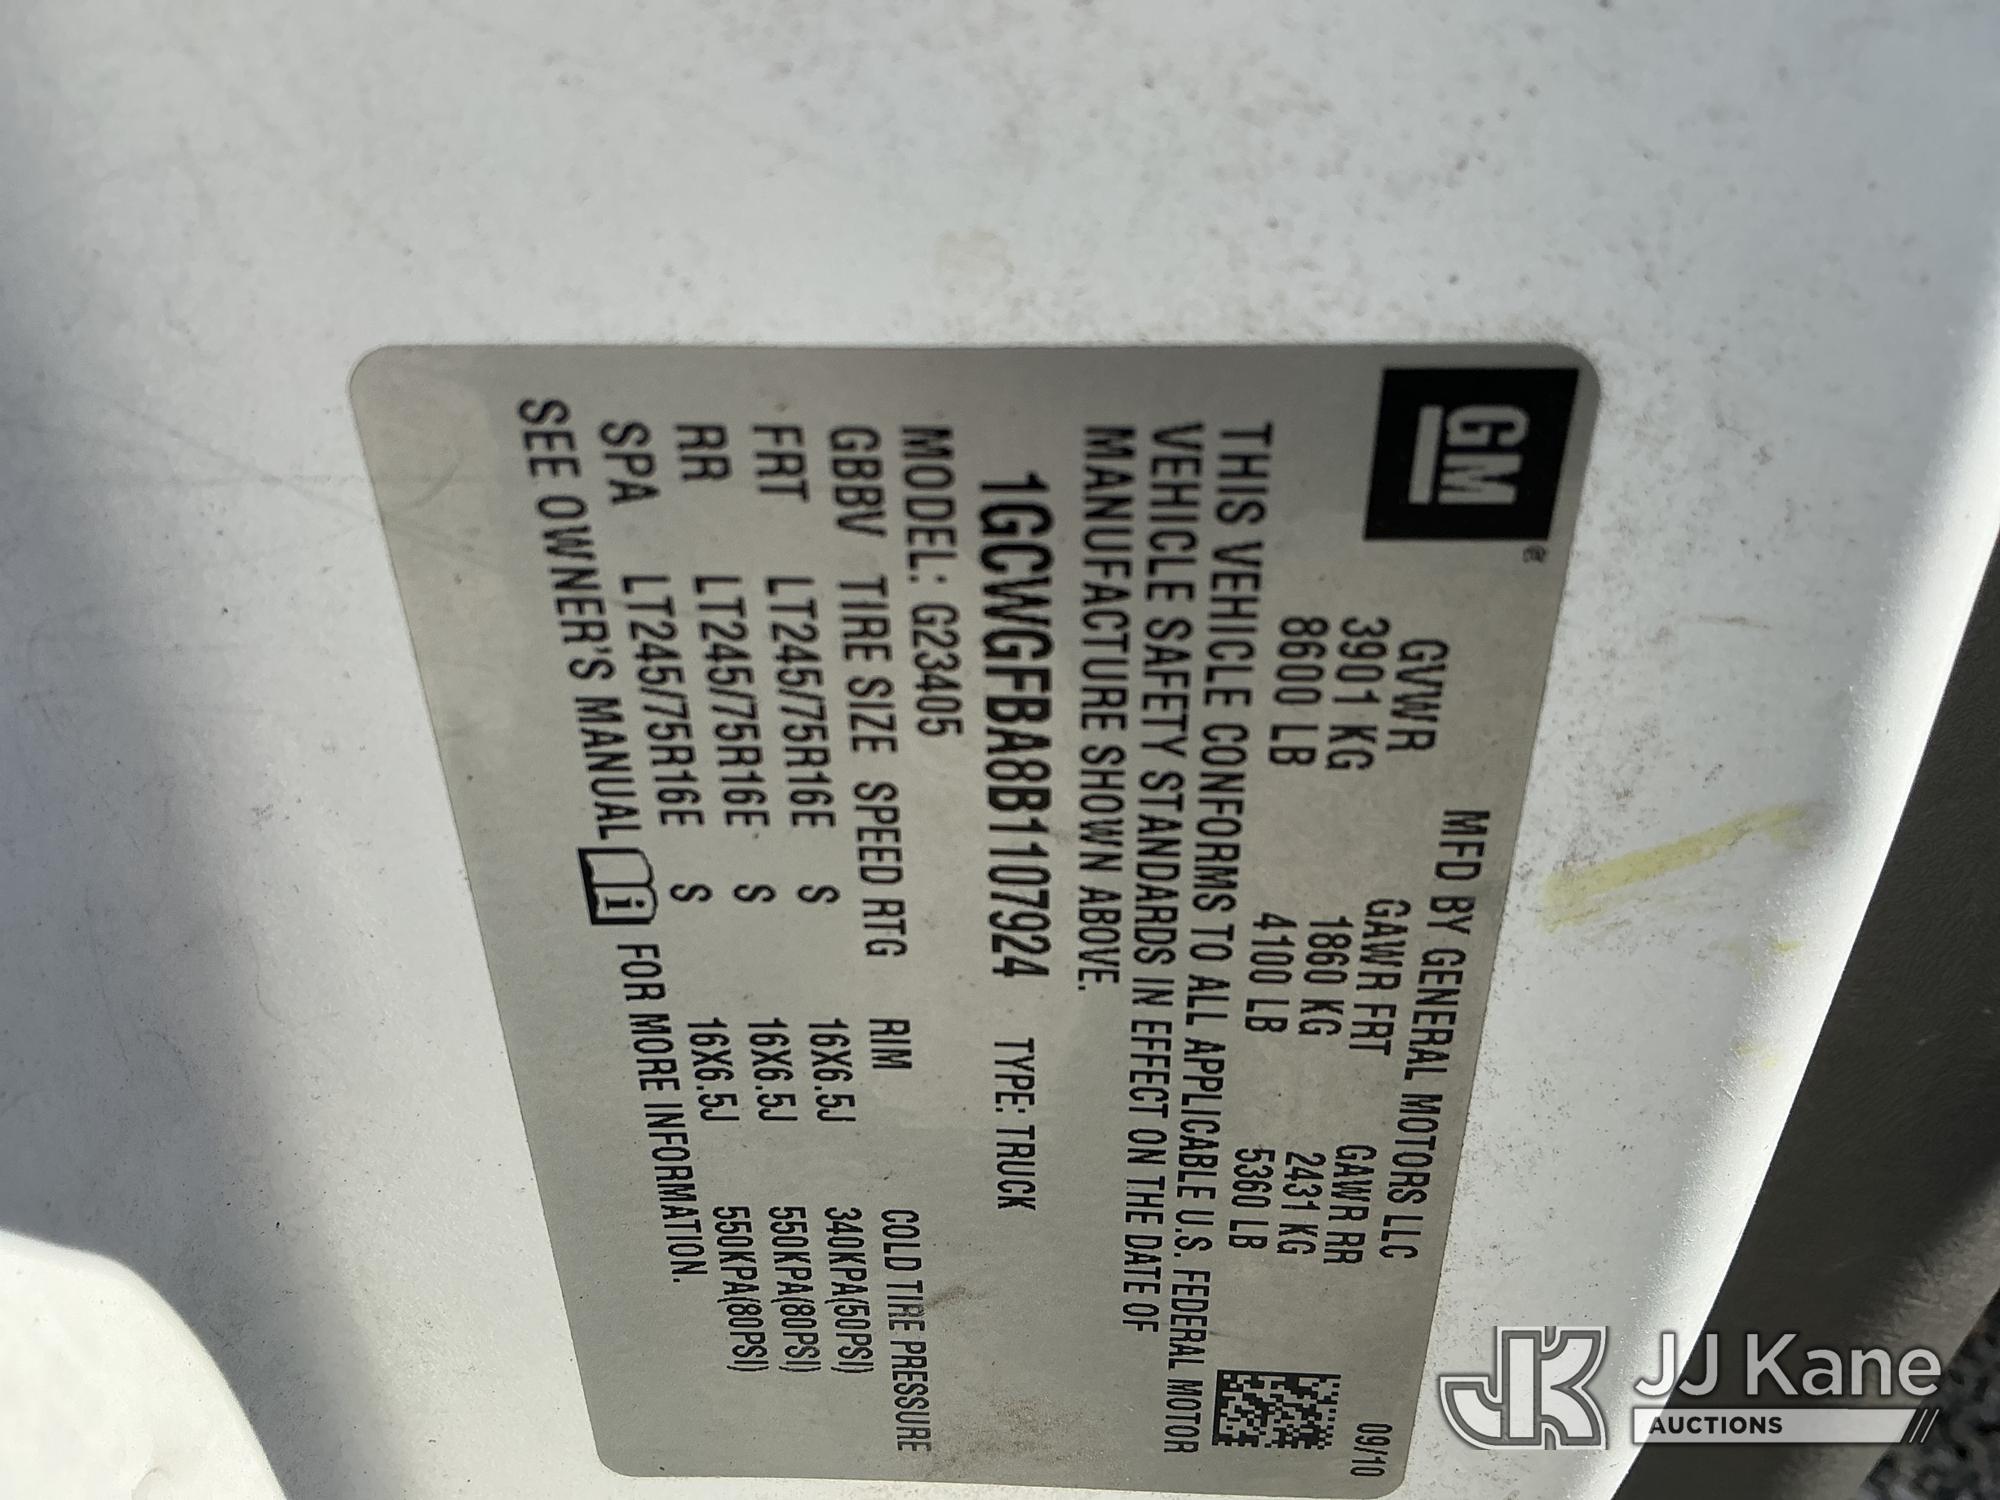 GM
MFD BY GENERAL MOTORS LLC 09/10
GVWR GAWR FRT GAWR RR
3901 KG 1860 KG 2431 KG
8600 LB 4100 LB 5360 LB
THIS VEHICLE CONFORMS TO ALL APPLICABLE U.S. FEDERAL MOTOR
VEHICLE SAFETY STANDARDS IN EFFECT ON THE DATE OF
MANUFACTURE SHOWN ABOVE.
1GCWGFBA8B1107924 TYPE: TRUCK
MODEL: G23405
GBBV TIRE SIZE SPEED RTG RIM COLD TIRE PRESSURE
FRT LT245/75R16E S 16X6.5J 340KPA(50PSI)
RR LT245/75R16E S 16X6.5J 550KPA(80PSI)
SPA LT245/75R16E S 16X6.5J 550KPA(80PSI)
SEE OWNER'S MANUAL i FOR MORE INFORMATION.
JK JJ Kane
AUCTIONS